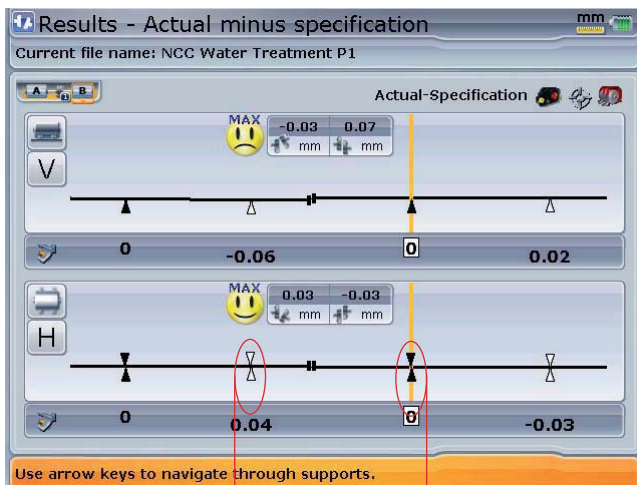 Results - Actual minus specification
mm
Current file name: NCC Water Treatment P1
A B
Actual-Specification
MAX
-0.03 0.07
mm mm
V
0 -0.06 0 0.02
MAX
0.03 -0.03
mm mm
H
0 0.04 0 -0.03
Use arrow keys to navigate through supports.